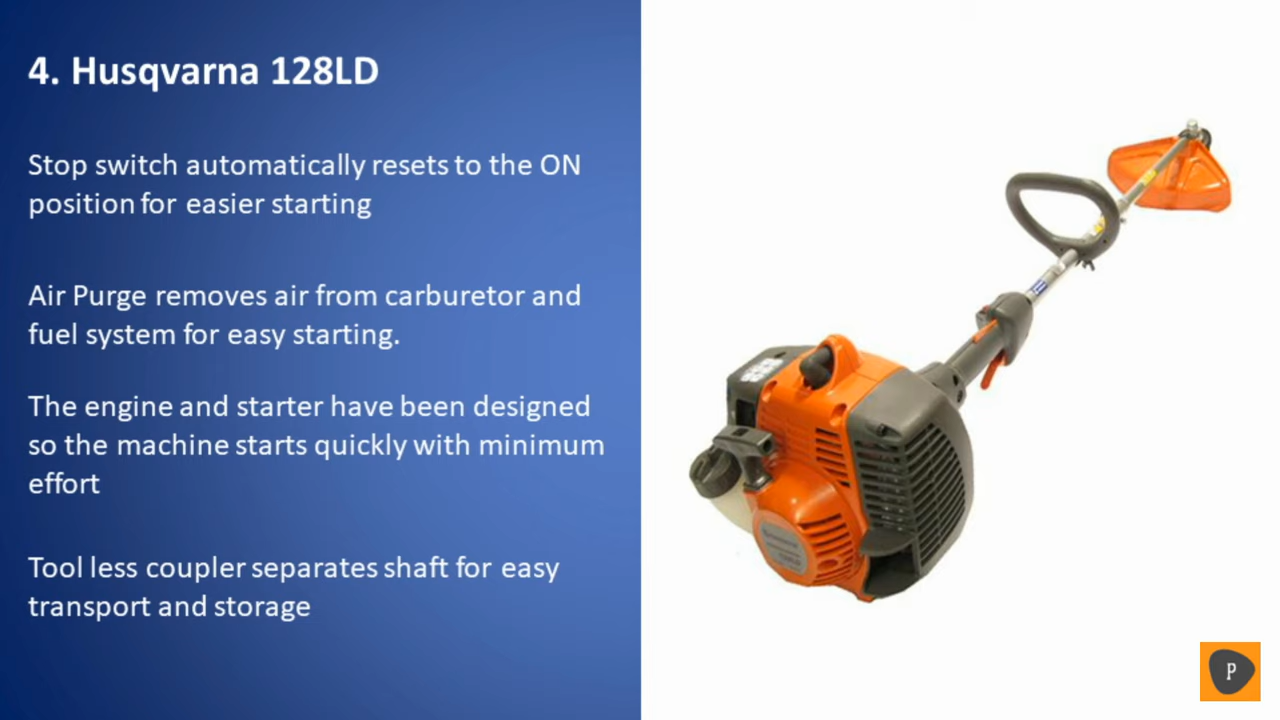 4. Husqvarna 128LD
Stop switch automatically resets to the ON
position for easier starting
Air Purge removes air from carburetor and
fuel system for easy starting.
The engine and starter have been designed
so the machine starts quickly with minimum
effort
Tool less coupler separates shaft for easy
transport and storage
P